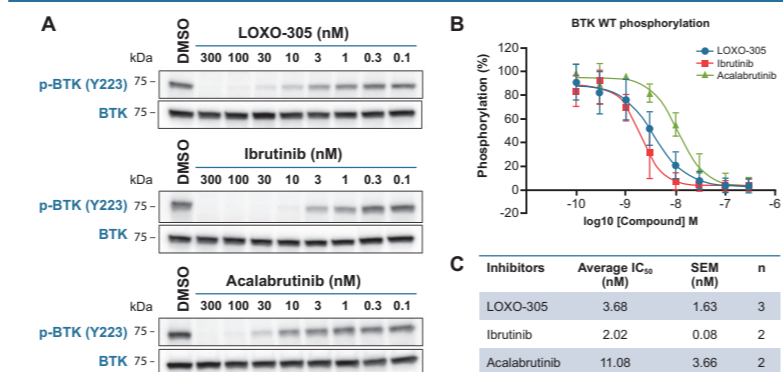 A
LOXO-305 (nM)
kDa DMSO 300 100 30 10 3 1 0.3 0.1
p-BTK (Y223) 75
BTK 75
Ibrutinib (nM)
DMSO 300 100 30 10 3 1 0.3 0.1
p-BTK (Y223) 75
BTK 75
Acalabrutinib (nM)
kDa DMSO 300 100 30 10 3 1 0.3 0.1
p-BTK (Y223) 75
BTK 75
B
BTK WT phosphorylation
LOXO-305
Ibrutinib
Acalabrutinib
Phosphorylation (%)
120
100
80
60
40
20
0
-20
-10 -9 -8 -7 -6
log10 [Compound] M
C
Inhibitors Average IC₅₀ (nM) SEM (nM) n
LOXO-305 3.68 1.63 3
Ibrutinib 2.02 0.08 2
Acalabrutinib 11.08 3.66 2